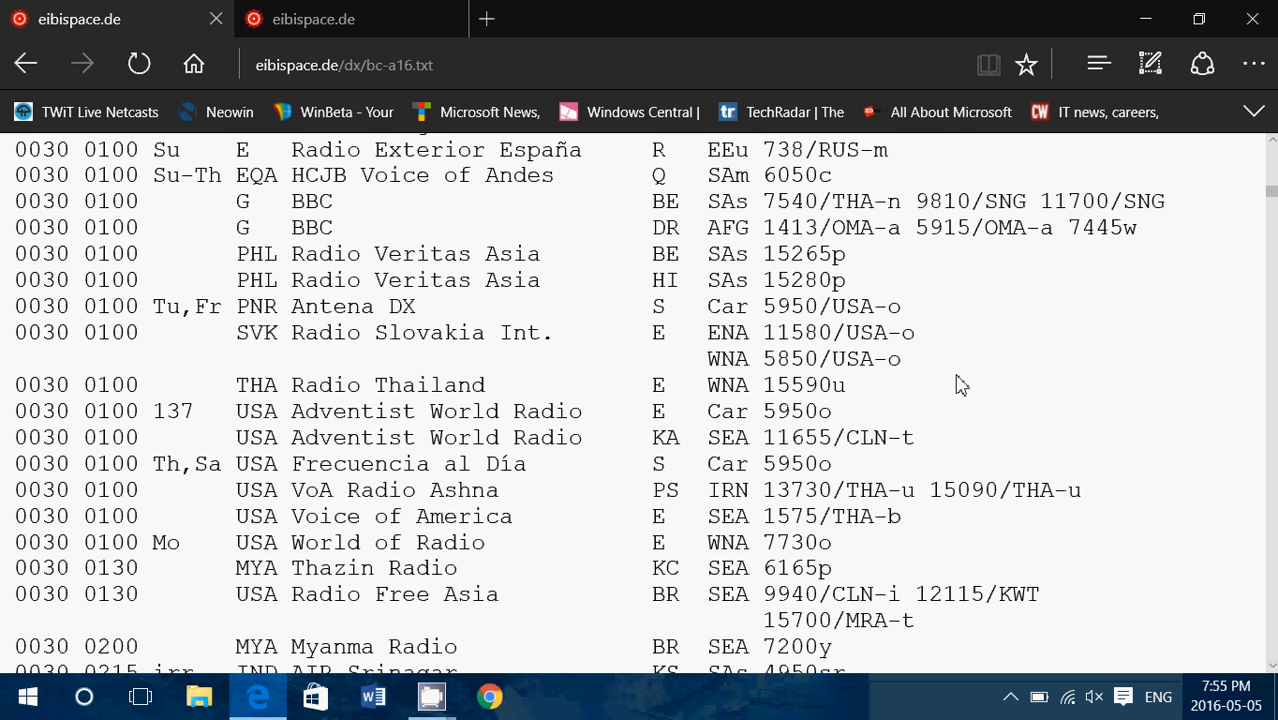 eibispace.de
eibispace.de
eibispace.de/dx/bc-a16.txt
TWiT Live Netcasts Neowin WinBeta - Your Microsoft News, Windows Central | TechRadar | The All About Microsoft IT news, careers,
0030 0100 Su E Radio Exterior España R EEu 738/RUS-m
0030 0100 Su-Th EQA HCJB Voice of Andes Q SAm 6050c
0030 0100 G BBC BE SAs 7540/THA-n 9810/SNG 11700/SNG
0030 0100 G BBC DR AFG 1413/OMA-a 5915/OMA-a 7445w
0030 0100 PHL Radio Veritas Asia BE SAs 15265p
0030 0100 PHL Radio Veritas Asia HI SAs 15280p
0030 0100 Tu,Fr PNR Antena DX S Car 5950/USA-o
0030 0100 SVK Radio Slovakia Int. E ENA 11580/USA-o
WNA 5850/USA-o
0030 0100 THA Radio Thailand E WNA 15590u
0030 0100 137 USA Adventist World Radio E Car 5950o
0030 0100 USA Adventist World Radio KA SEA 11655/CLN-t
0030 0100 Th,Sa USA Frecuencia al Día S Car 5950o
0030 0100 USA VoA Radio Ashna PS IRN 13730/THA-u 15090/THA-u
0030 0100 USA Voice of America E SEA 1575/THA-b
0030 0100 Mo USA World of Radio E WNA 7730o
0030 0130 MYA Thazin Radio KC SEA 6165p
0030 0130 USA Radio Free Asia BR SEA 9940/CLN-i 12115/KWT
15700/MRA-t
0030 0200 MYA Myanma Radio BR SEA 7200y
0030 0215 irr IND AIR Srinagar KS SAs 4950sr
ENG
7:55 PM
2016-05-05